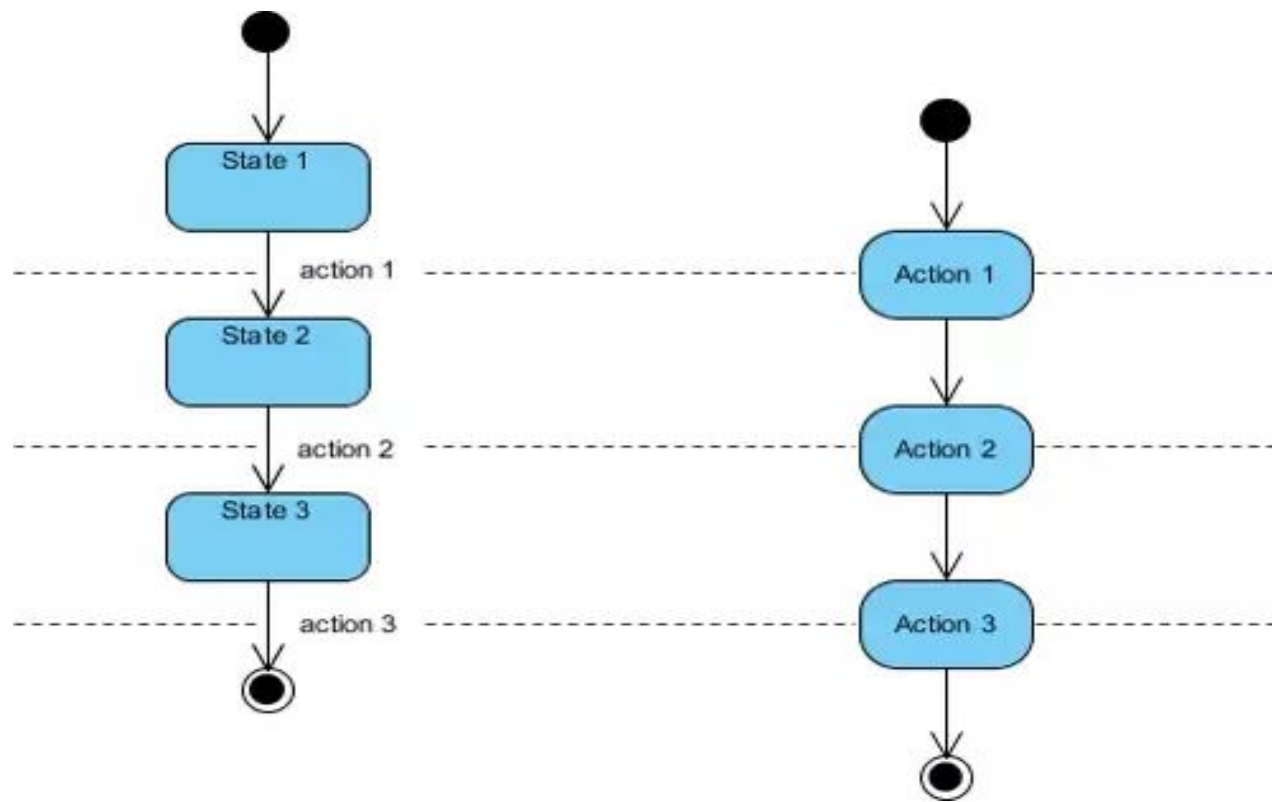 State 1
action 1
Action 1
State 2
action 2
Action 2
State 3
action 3
Action 3